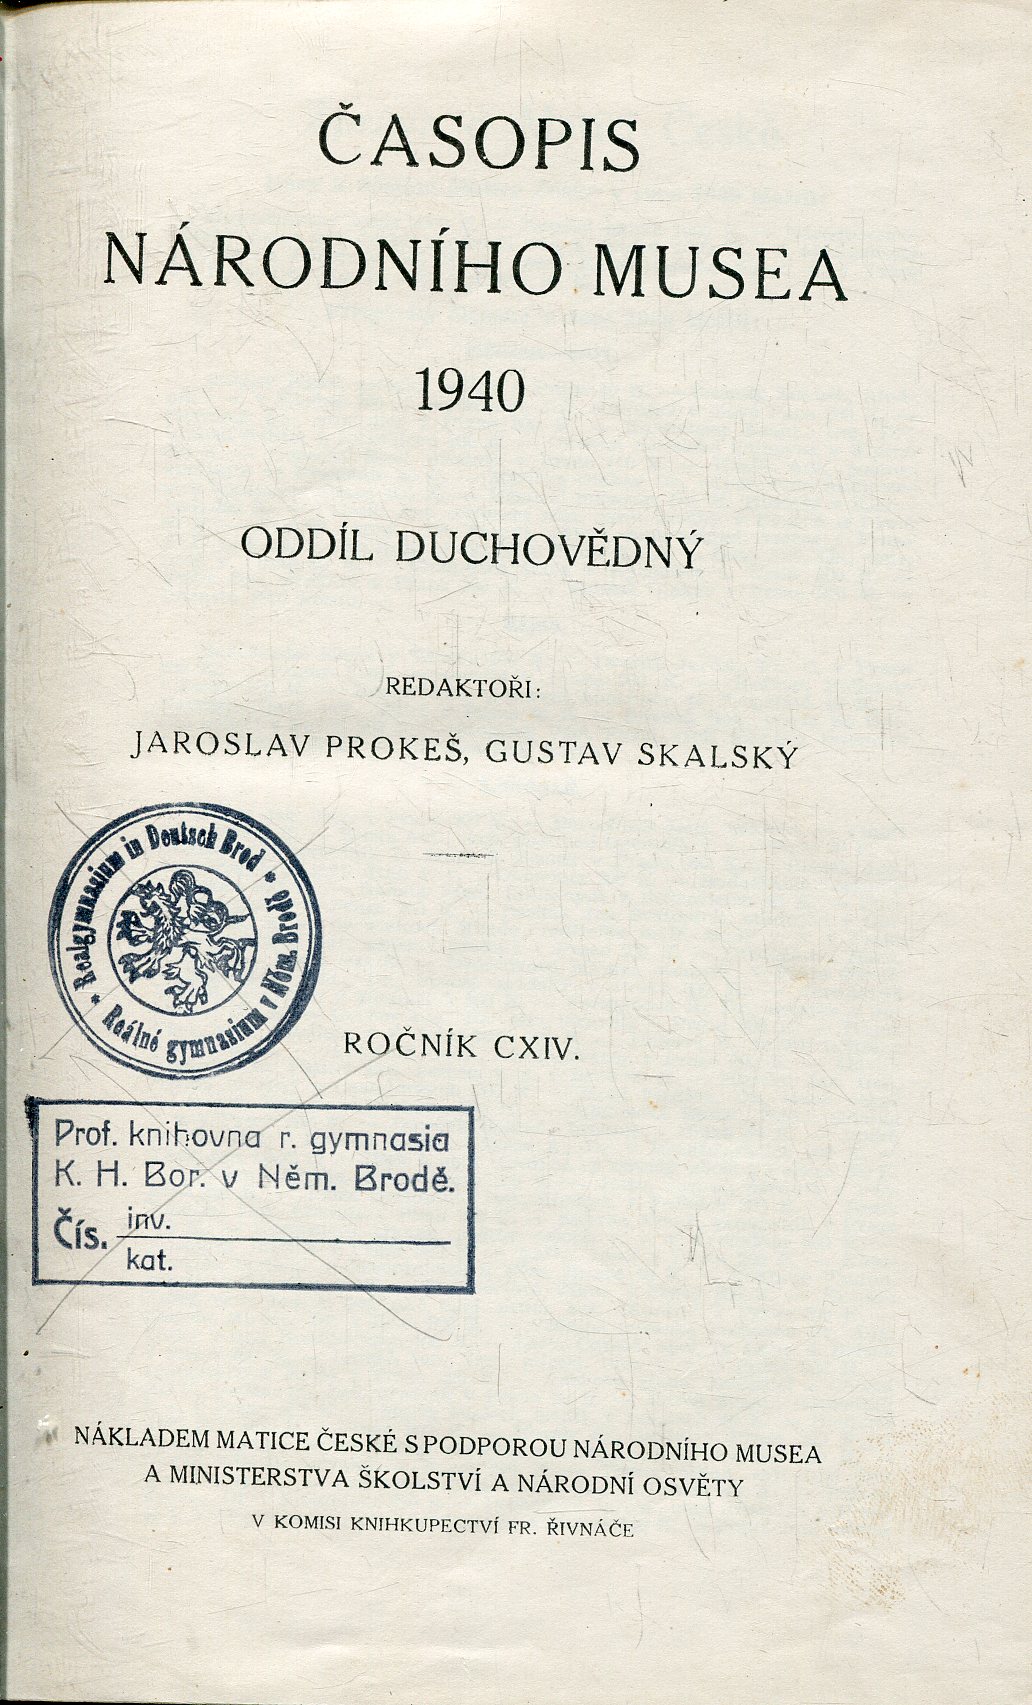 ČASOPIS
NÁRODNÍHO MUSEA
1940
ODDÍL DUCHOVĚDNÝ
REDAKTOŘI:
JAROSLAV PROKEŠ, GUSTAV SKALSKÝ
* Realgymnasium in Deutsch Brod *
Reálné gymnasium v Něm. Brodě
ROČNÍK CXIV.
Prof. knihovna r. gymnasia
K. H. Bor. v Něm. Brodě.
Čís. inv.
kat.
NÁKLADEM MATICE ČESKÉ S PODPOROU NÁRODNÍHO MUSEA
A MINISTERSTVA ŠKOLSTVÍ A NÁRODNÍ OSVĚTY
V KOMISI KNIHKUPECTVÍ FR. ŘIVNÁČE